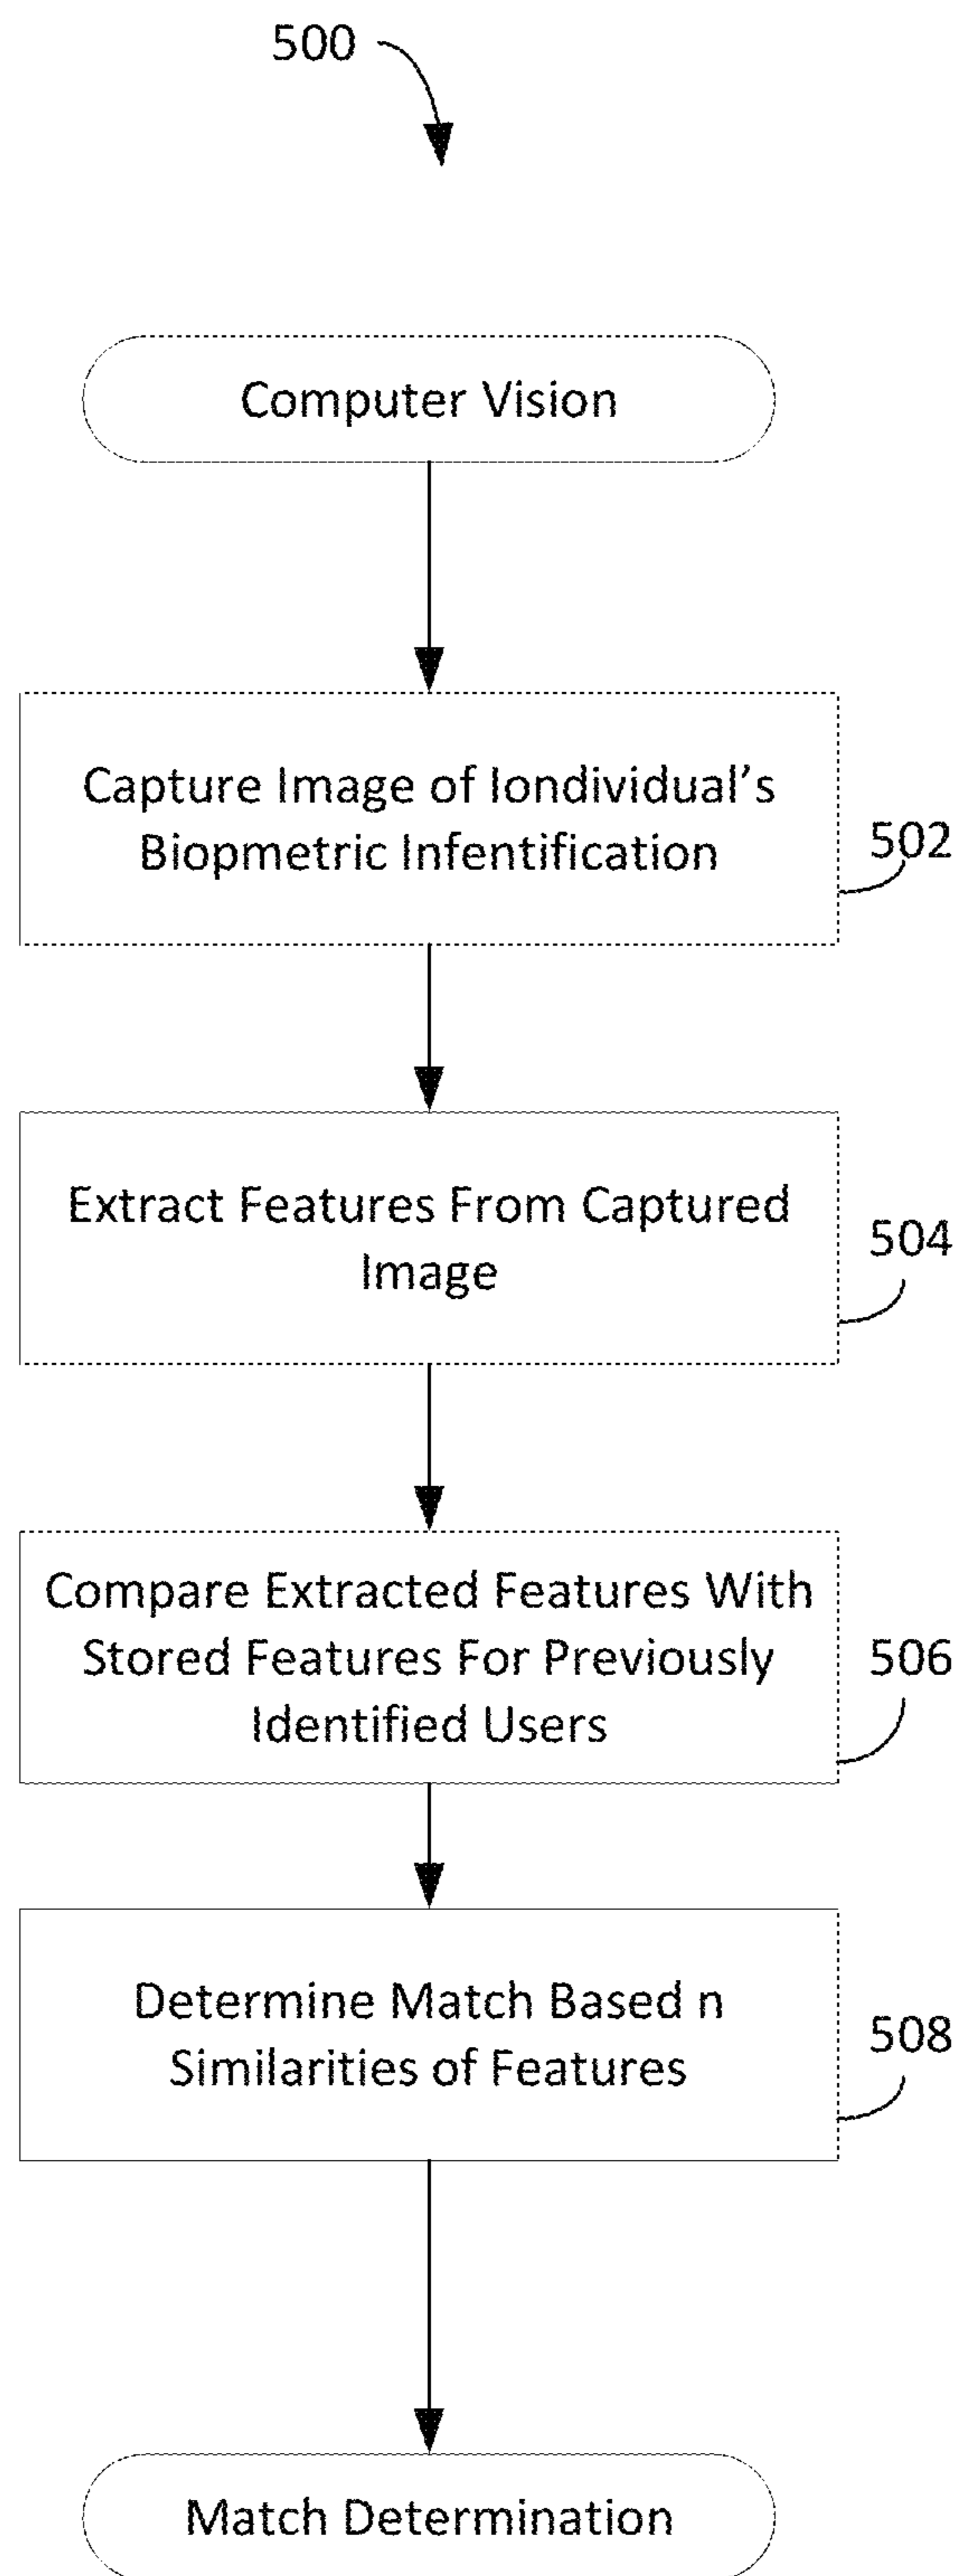 500
Computer Vision
Capture Image of Iondividual's
Biopmetric Infentification
502
Extract Features From Captured
Image
504
Compare Extracted Features With
Stored Features For Previously
Identified Users
506
Determine Match Based n
Similarities of Features
508
Match Determination